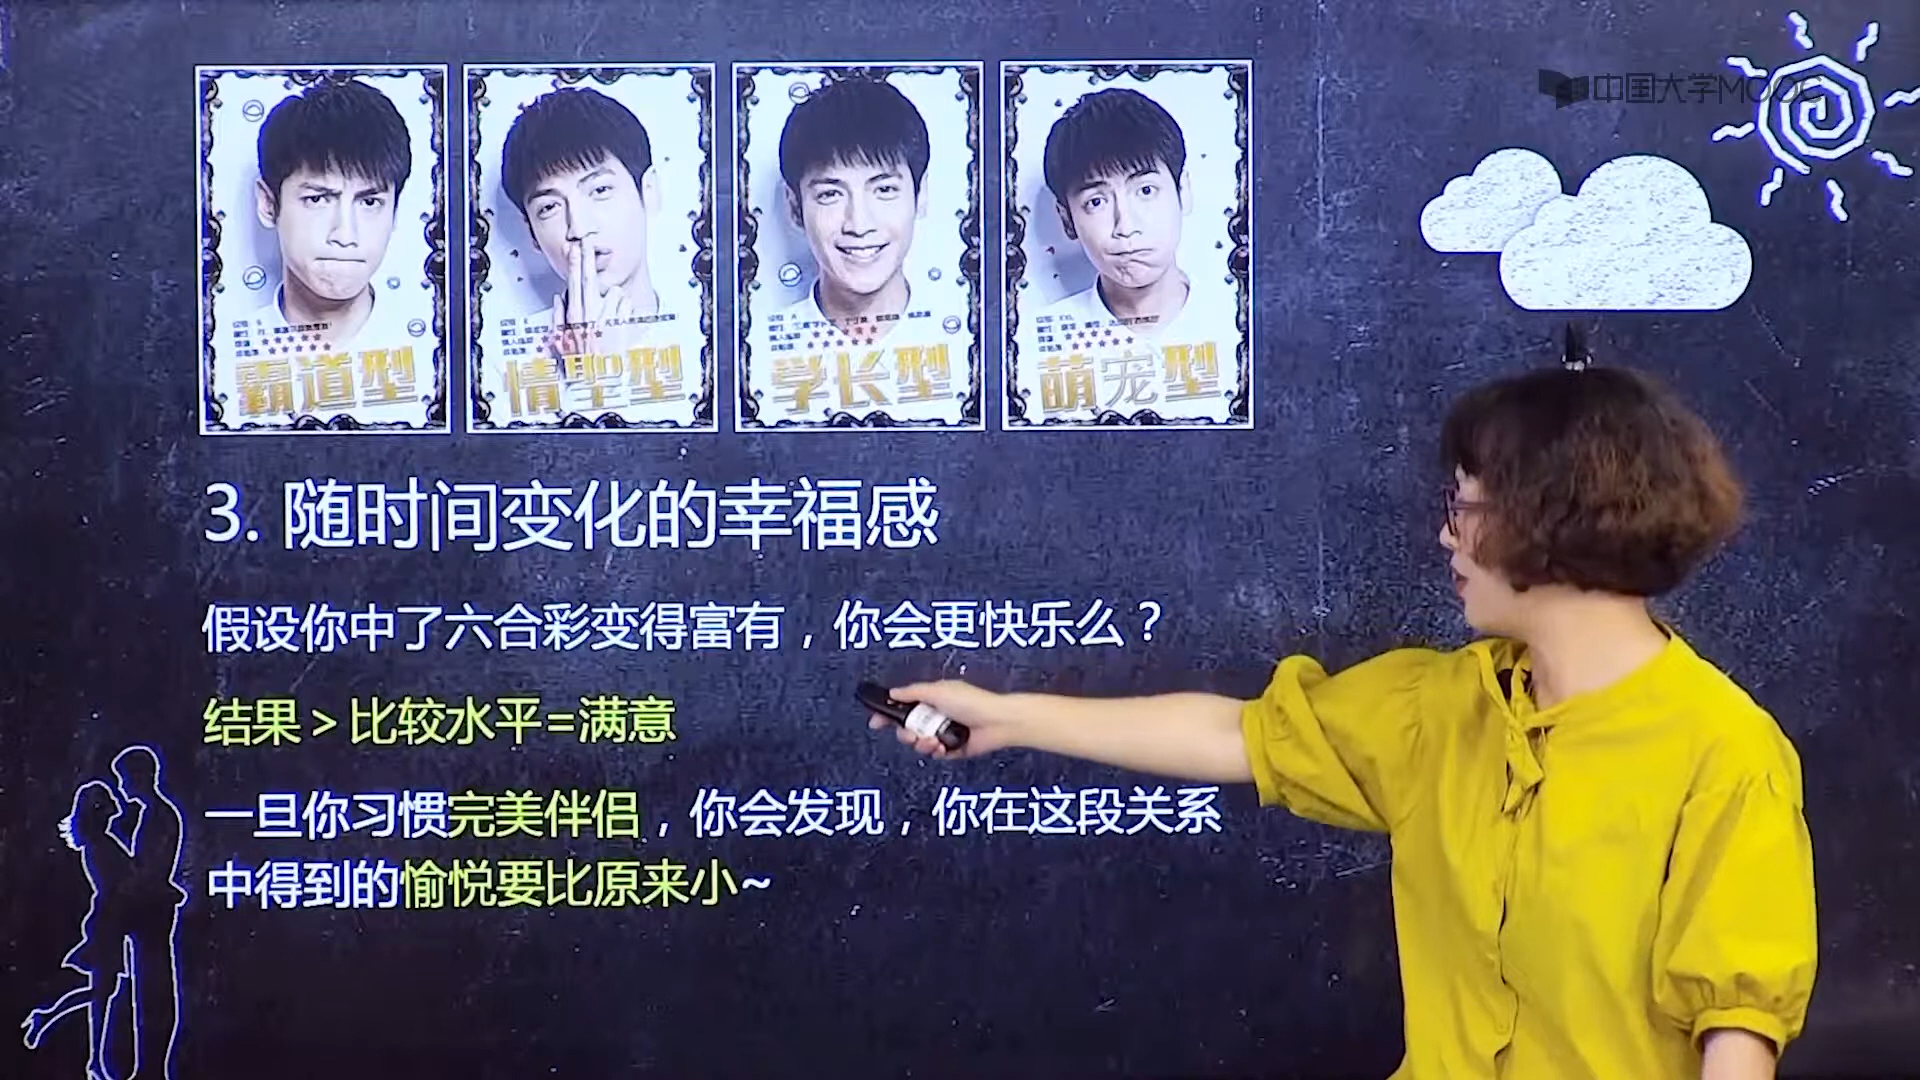 中国大学MOOC
霸道型
情聖型
学长型
萌宠型
3. 随时间变化的幸福感
假设你中了六合彩变得富有，你会更快乐么？
结果＞比较水平=满意
一旦你习惯完美伴侣，你会发现，你在这段关系
中得到的愉悦要比原来小~